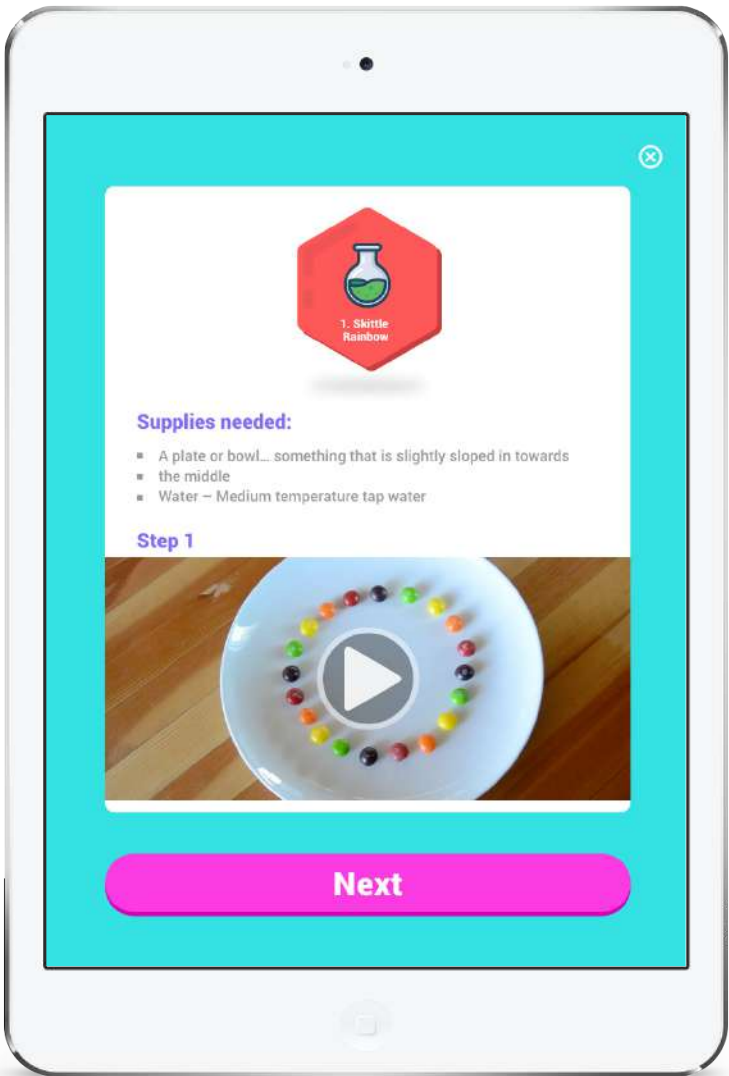 1. Skittle
Rainbow
Supplies needed:
A plate or bowl... something that is slightly sloped in towards
the middle
Water – Medium temperature tap water
Step 1
Next